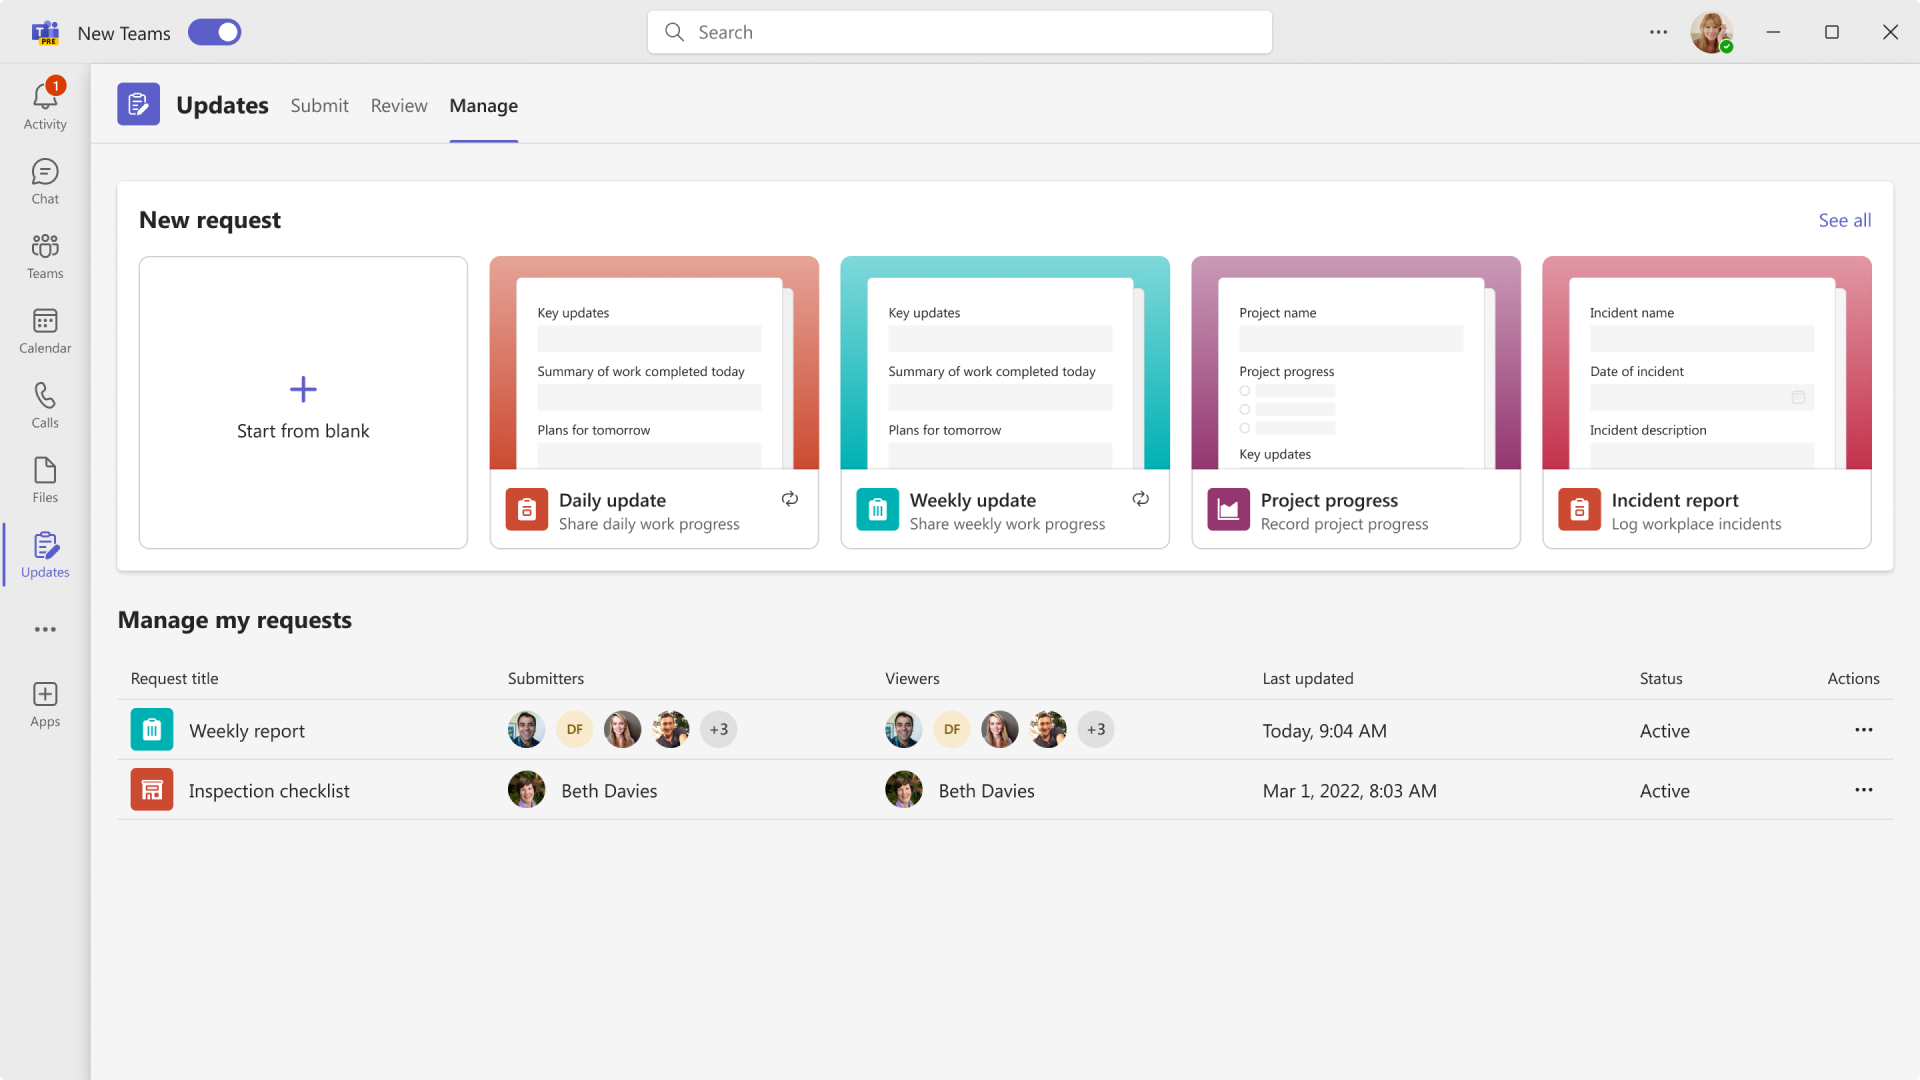 New Teams
Search
PRE
1
Activity
Chat
Teams
Calendar
Calls
Files
Updates
Apps
Updates Submit Review Manage
New request
See all
Start from blank
Key updates
Summary of work completed today
Plans for tomorrow
Daily update
Share daily work progress
Key updates
Summary of work completed today
Plans for tomorrow
Weekly update
Share weekly work progress
Project name
Project progress
Key updates
Project progress
Record project progress
Incident name
Date of incident
Incident description
Incident report
Log workplace incidents
Manage my requests
Request title Submitters Viewers Last updated Status Actions
Weekly report DF +3 DF +3 Today, 9:04 AM Active
Inspection checklist Beth Davies Beth Davies Mar 1, 2022, 8:03 AM Active